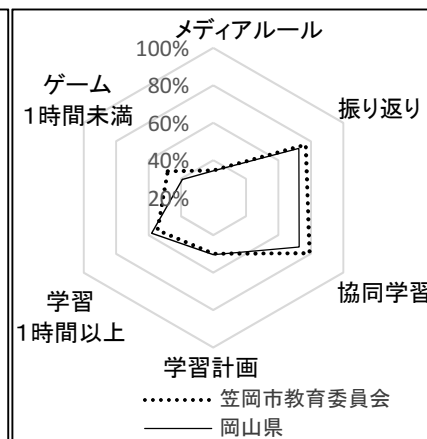 メディアルール
100%
80%
60%
40%
20%
振り返り
協同学習
学習計画
学習
1時間以上
ゲーム
1時間未満
笠岡市教育委員会
岡山県